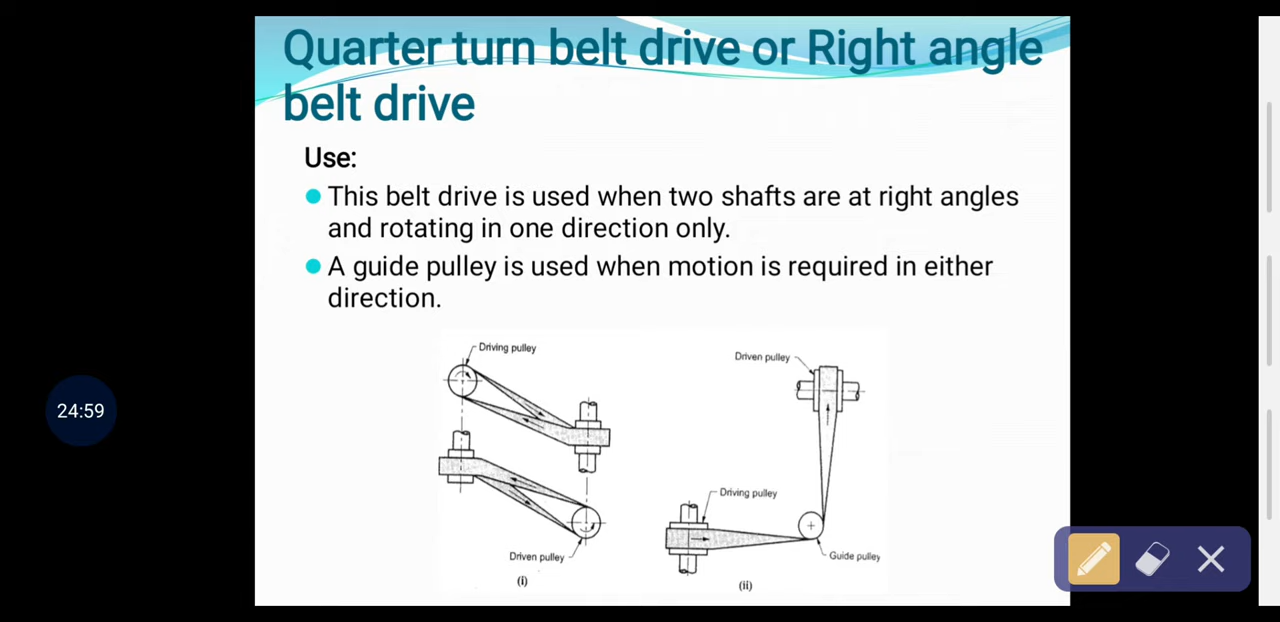 Quarter turn belt drive or Right angle
belt drive
Use:
This belt drive is used when two shafts are at right angles
and rotating in one direction only.
A guide pulley is used when motion is required in either
direction.
Driving pulley
Driven pulley
(i)
Driven pulley
Driving pulley
Guide pulley
(ii)
24:59